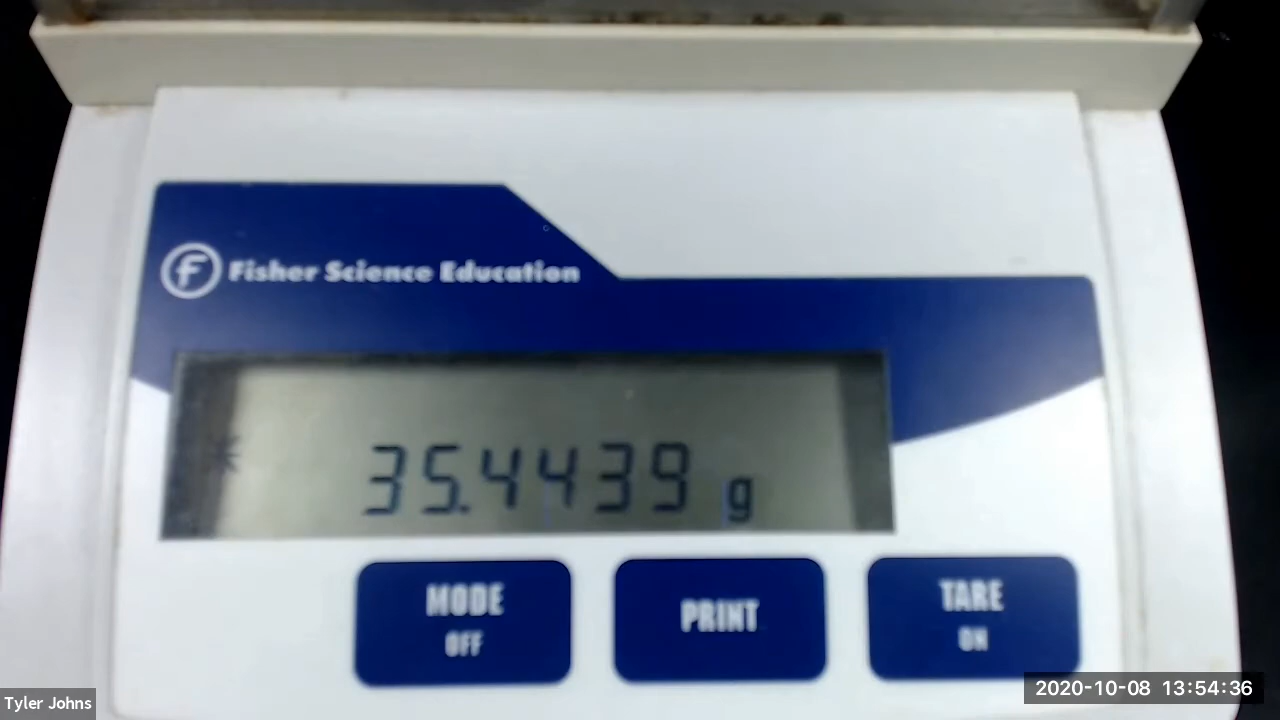 Fisher Science Education
* 35.4439 g
MODE
OFF
PRINT
TARE
ON
Tyler Johns
2020-10-08 13:54:36